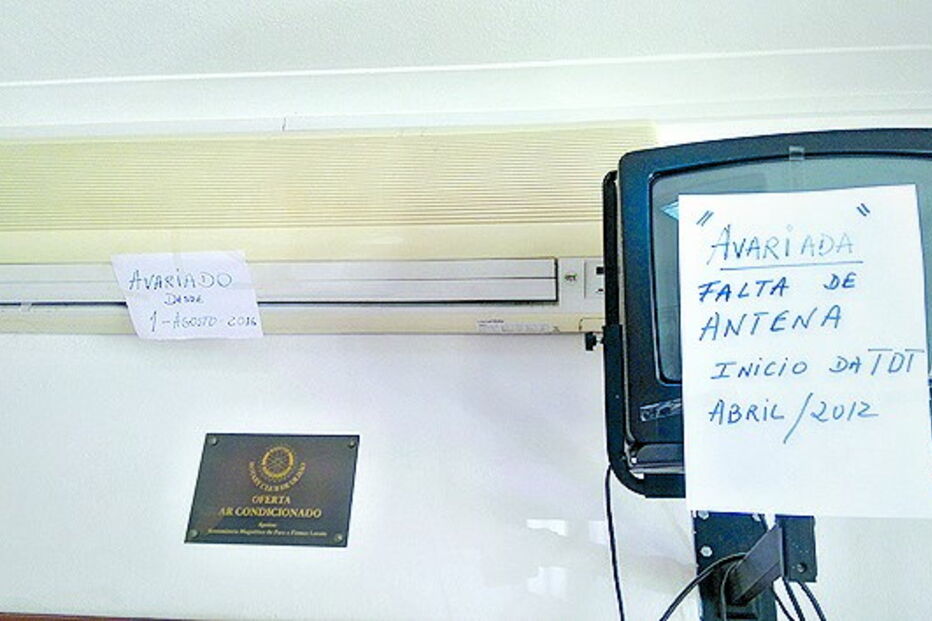 AVARIADO
DESDE
1-AGOSTO-2016
"AVARIADA"
FALTA DE
ANTENA
INICIO DA TDT
ABRIL/2012
OFERTA
AR CONDICIONADO